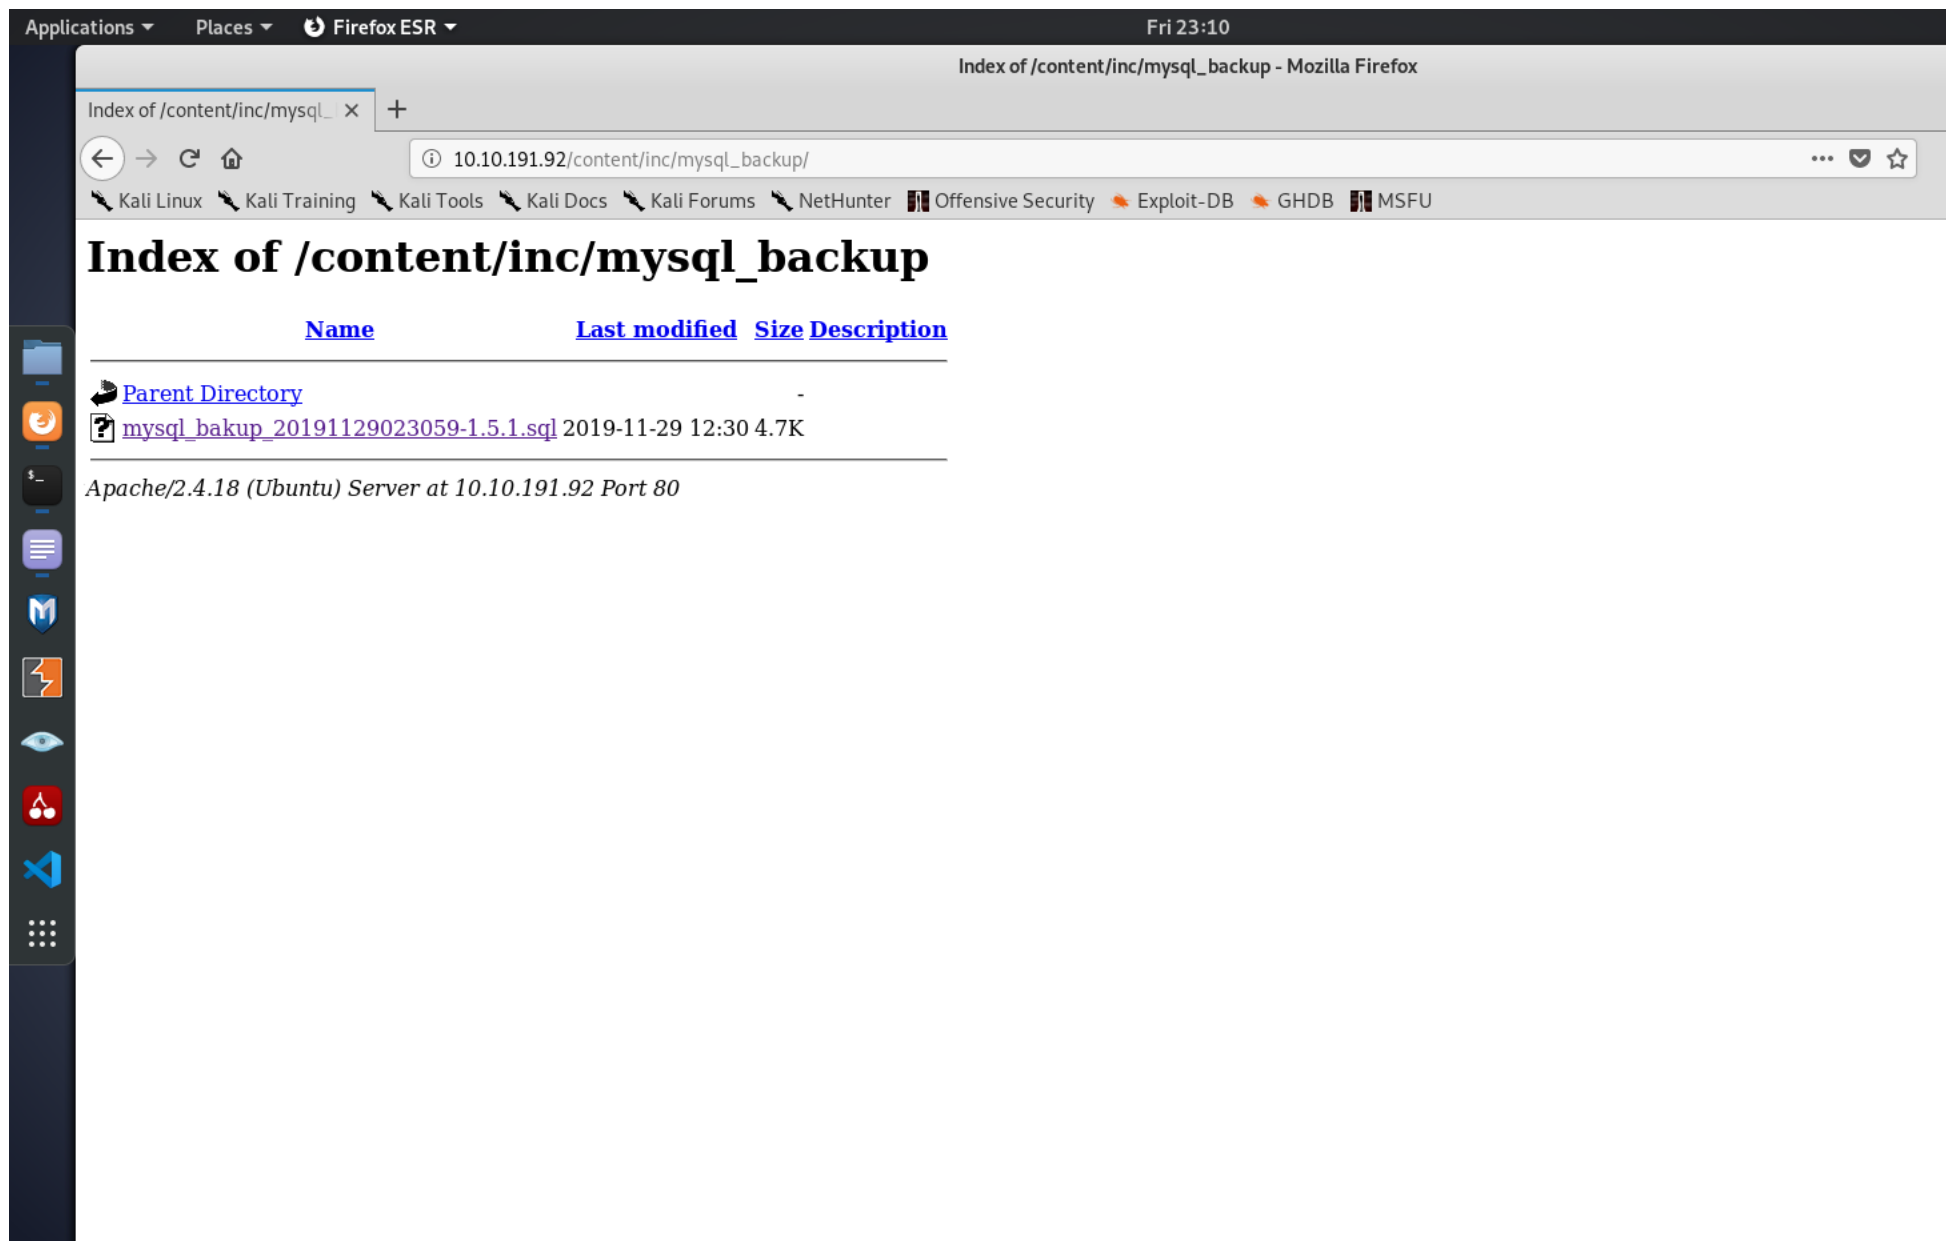 Applications Places Firefox ESR Fri 23:10
Index of /content/inc/mysql_backup - Mozilla Firefox
Index of /content/inc/mysql_
10.10.191.92/content/inc/mysql_backup/
Kali Linux Kali Training Kali Tools Kali Docs Kali Forums NetHunter Offensive Security Exploit-DB GHDB MSFU
Index of /content/inc/mysql_backup
Name Last modified Size Description
Parent Directory -
mysql_bakup_20191129023059-1.5.1.sql 2019-11-29 12:30 4.7K
Apache/2.4.18 (Ubuntu) Server at 10.10.191.92 Port 80